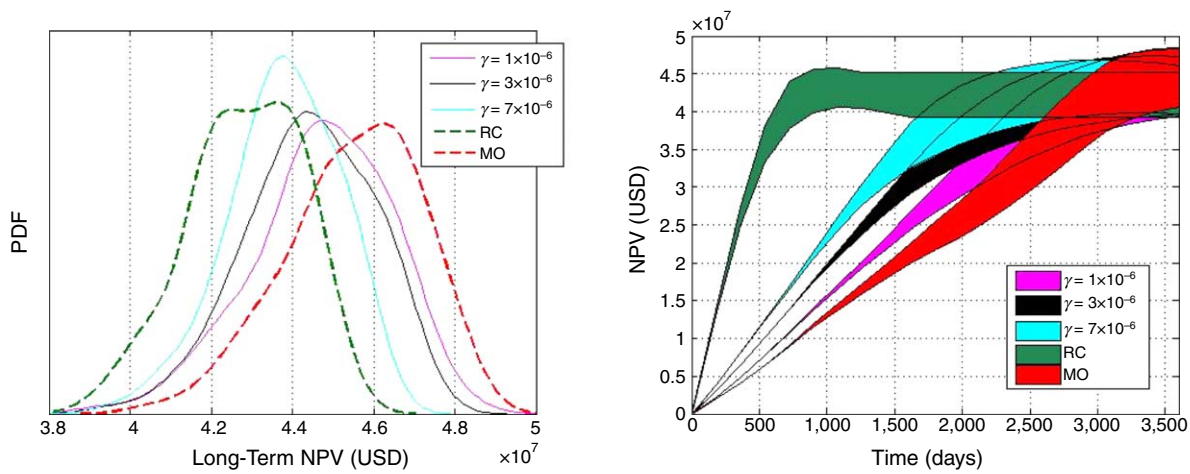 γ = 1×10⁻⁶
γ = 3×10⁻⁶
γ = 7×10⁻⁶
RC
MO
PDF
3.8
4.0
4.2
4.4
4.6
4.8
5.0
×10⁷
Long-Term NPV (USD)
×10⁷
5
4.5
4
3.5
3
2.5
2
1.5
1
0.5
0
NPV (USD)
γ = 1×10⁻⁶
γ = 3×10⁻⁶
γ = 7×10⁻⁶
RC
MO
0
500
1,000
1,500
2,000
2,500
3,000
3,500
Time (days)